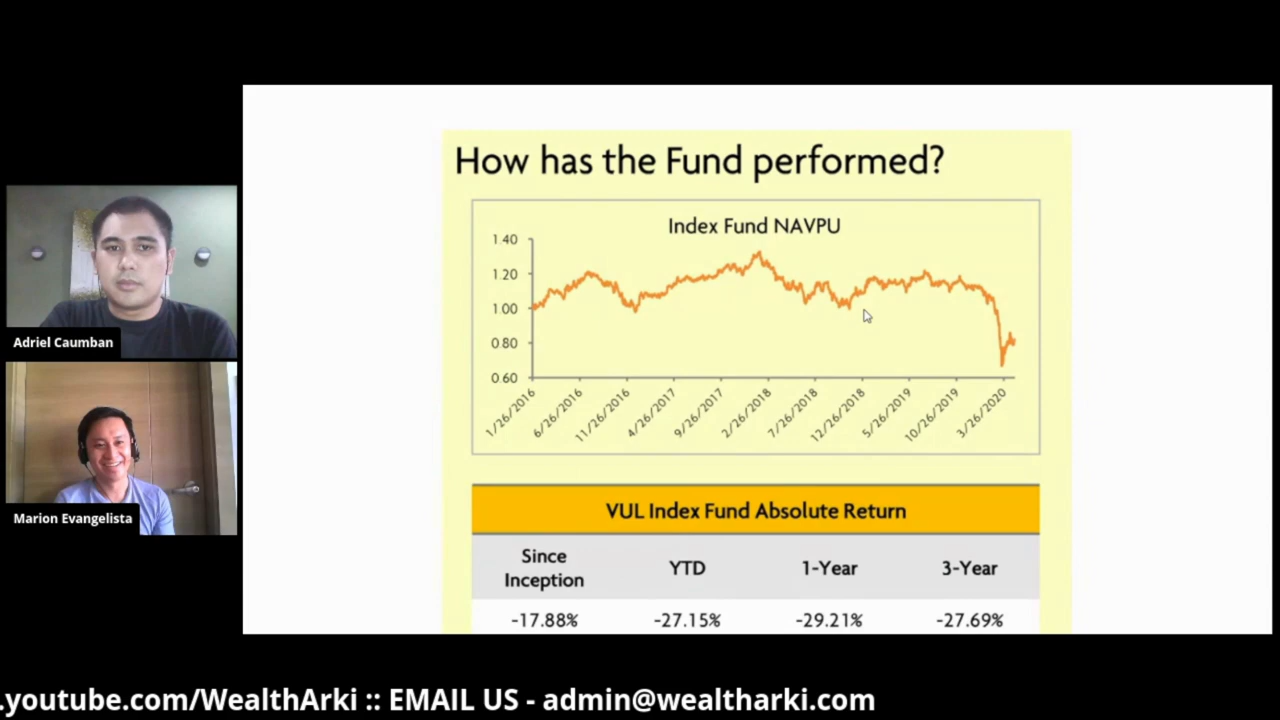 How has the Fund performed?
Index Fund NAVPU
1.40
1.20
1.00
0.80
0.60
1/26/2016
6/26/2016
11/26/2016
4/26/2017
9/26/2017
2/26/2018
7/26/2018
12/26/2018
5/26/2019
10/26/2019
3/26/2020
VUL Index Fund Absolute Return
Since Inception
YTD
1-Year
3-Year
-17.88%
-27.15%
-29.21%
-27.69%
Adriel Caumban
Marion Evangelista
.youtube.com/WealthArki :: EMAIL US - admin@wealtharki.com